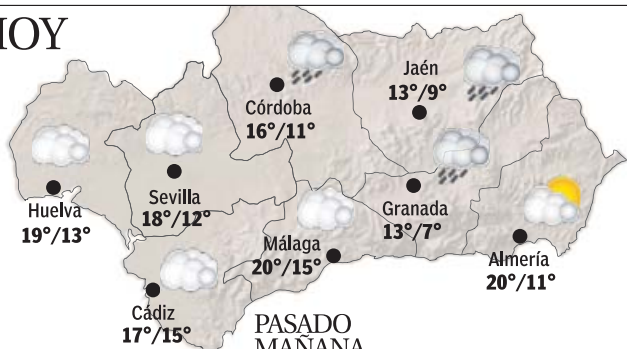 HOY
Jaén
13°/9°
Córdoba
16°/11°
Sevilla
18°/12°
Huelva
19°/13°
Granada
13°/7°
Málaga
20°/15°
Almería
20°/11°
Cádiz
17°/15°
PASADO
MAÑANA